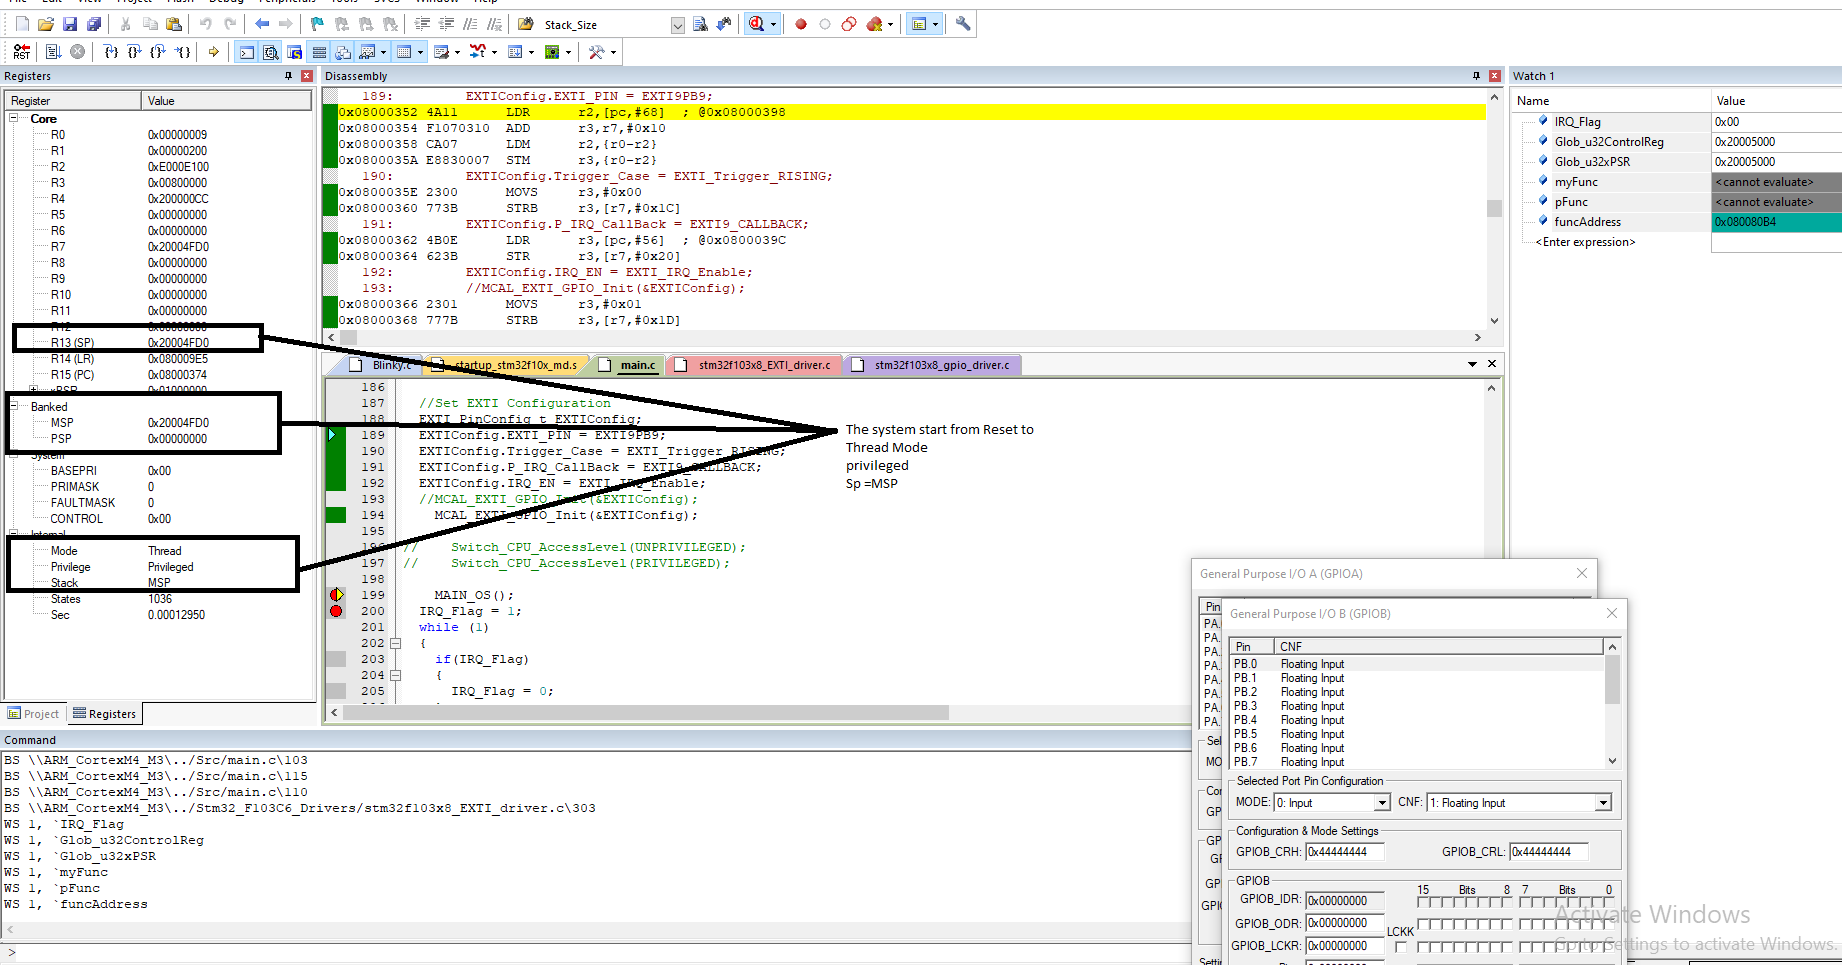 File Edit View Project Flash Debug Peripherals Tools SVCS Window Help
Stack_Size
RST
Registers
Register Value
Core
R0 0x00000009
R1 0x00000200
R2 0xE000E100
R3 0x00800000
R4 0x200000CC
R5 0x00000000
R6 0x00000000
R7 0x20004FD0
R8 0x00000000
R9 0x00000000
R10 0x00000000
R11 0x00000000
R12 0x00000000
R13 (SP) 0x20004FD0
R14 (LR) 0x080009E5
R15 (PC) 0x08000374
xPSR 0x01000000
Banked
MSP 0x20004FD0
PSP 0x00000000
System
BASEPRI 0x00
PRIMASK 0
FAULTMASK 0
CONTROL 0x00
Internal
Mode Thread
Privilege Privileged
Stack MSP
States 1036
Sec 0.00012950
Project Registers
Disassembly
189: EXTIConfig.EXTI_PIN = EXTI9PB9;
0x08000352 4A11 LDR r2,[pc,#68] ; @0x08000398
0x08000354 F1070310 ADD r3,r7,#0x10
0x08000358 CA07 LDM r2,{r0-r2}
0x0800035A E8830007 STM r3,{r0-r2}
190: EXTIConfig.Trigger_Case = EXTI_Trigger_RISING;
0x0800035E 2300 MOVS r3,#0x00
0x08000360 773B STRB r3,[r7,#0x1C]
191: EXTIConfig.P_IRQ_CallBack = EXTI9_CALLBACK;
0x08000362 4B0E LDR r3,[pc,#56] ; @0x0800039C
0x08000364 623B STR r3,[r7,#0x20]
192: EXTIConfig.IRQ_EN = EXTI_IRQ_Enable;
193: //MCAL_EXTI_GPIO_Init(&EXTIConfig);
0x08000366 2301 MOVS r3,#0x01
0x08000368 777B STRB r3,[r7,#0x1D]
Blinky.c startup_stm32f10x_md.s main.c stm32f103x8_EXTI_driver.c stm32f103x8_gpio_driver.c
186
187 //Set EXTI Configuration
188 EXTI_PinConfig_t EXTIConfig;
189 EXTIConfig.EXTI_PIN = EXTI9PB9;
190 EXTIConfig.Trigger_Case = EXTI_Trigger_RISING;
191 EXTIConfig.P_IRQ_CallBack = EXTI9_CALLBACK;
192 EXTIConfig.IRQ_EN = EXTI_IRQ_Enable;
193 //MCAL_EXTI_GPIO_Init(&EXTIConfig);
194 MCAL_EXTI_GPIO_Init(&EXTIConfig);
195
196 // Switch_CPU_AccessLevel(UNPRIVILEGED);
197 // Switch_CPU_AccessLevel(PRIVILEGED);
198
199 MAIN_OS();
200 IRQ_Flag = 1;
201 while (1)
202 {
203 if(IRQ_Flag)
204 {
205 IRQ_Flag = 0;
The system start from Reset to
Thread Mode
privileged
Sp =MSP
Watch 1
Name Value
IRQ_Flag 0x00
Glob_u32ControlReg 0x20005000
Glob_u32xPSR 0x20005000
myFunc <cannot evaluate>
pFunc <cannot evaluate>
funcAddress 0x080080B4
<Enter expression>
Command
BS \\ARM_CortexM4_M3\../Src/main.c\103
BS \\ARM_CortexM4_M3\../Src/main.c\115
BS \\ARM_CortexM4_M3\../Src/main.c\110
BS \\ARM_CortexM4_M3\../Stm32_F103C6_Drivers/stm32f103x8_EXTI_driver.c\303
WS 1, `IRQ_Flag
WS 1, `Glob_u32ControlReg
WS 1, `Glob_u32xPSR
WS 1, `myFunc
WS 1, `pFunc
WS 1, `funcAddress
>
General Purpose I/O A (GPIOA)
Pin
PA.
PA.
PA.
PA.
PA.
PA.
PA.
PA.
Sel
MO
GP
GP
General Purpose I/O B (GPIOB)
Pin CNF
PB.0 Floating Input
PB.1 Floating Input
PB.2 Floating Input
PB.3 Floating Input
PB.4 Floating Input
PB.5 Floating Input
PB.6 Floating Input
PB.7 Floating Input
Selected Port Pin Configuration
MODE: 0: Input CNF: 1: Floating Input
Configuration & Mode Settings
GPIOB_CRH: 0x44444444 GPIOB_CRL: 0x44444444
GPIOB
15 Bits 8 7 Bits 0
GPIOB_IDR: 0x00000000
GPIOB_ODR: 0x00000000
LCKK
GPIOB_LCKR: 0x00000000
Activate Windows
Go to Settings to activate Windows.